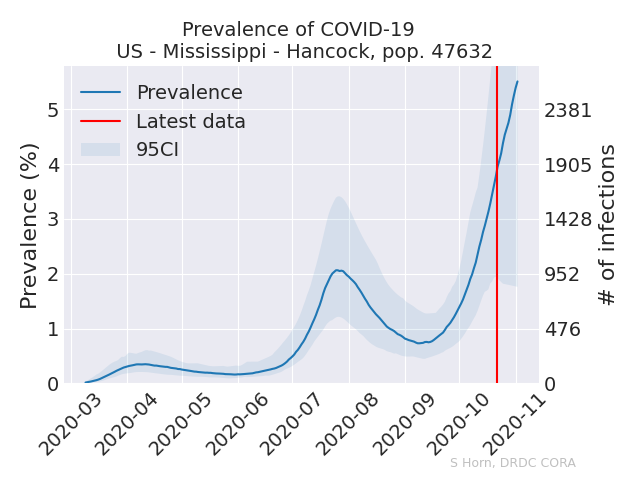 Prevalence of COVID-19
US - Mississippi - Hancock, pop. 47632
Prevalence
Latest data
95CI
Prevalence (%)
5
4
3
2
1
0
2381
1905
1428
952
476
0
# of infections
2020-03
2020-04
2020-05
2020-06
2020-07
2020-08
2020-09
2020-10
2020-11
S Horn, DRDC CORA